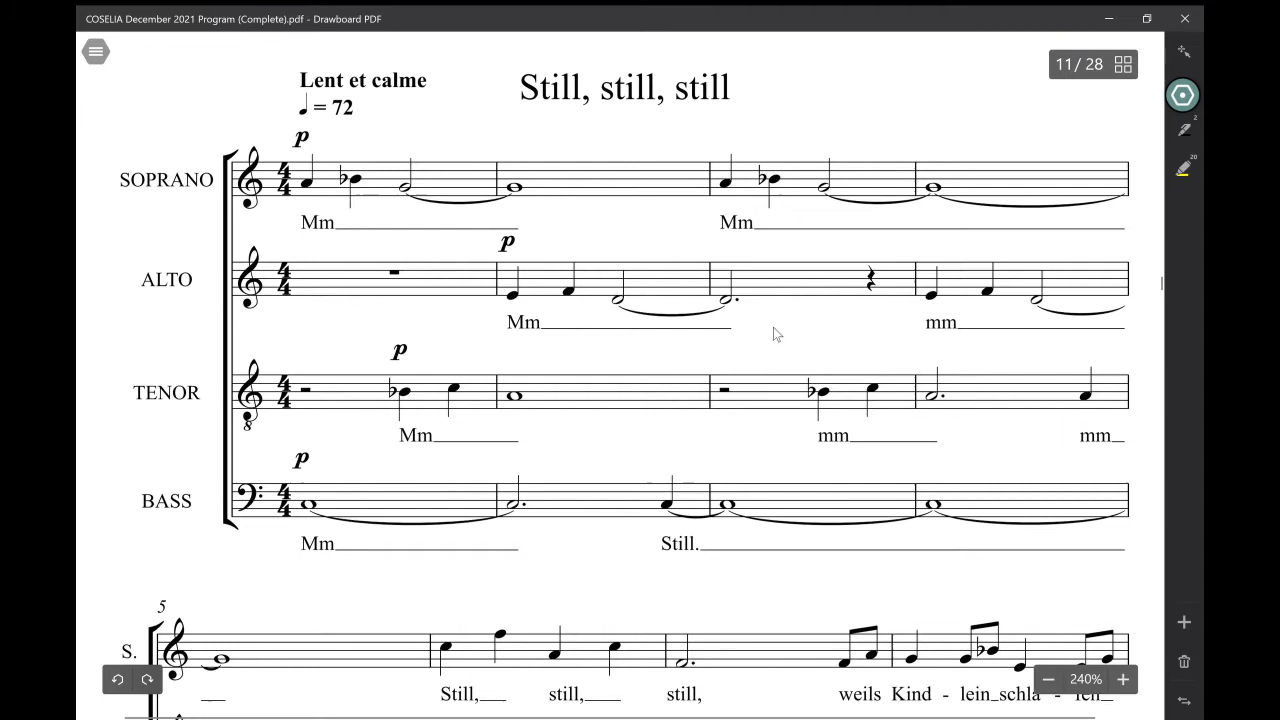 COSELIA December 2021 Program (Complete).pdf - Drawboard PDF
11/ 28
Lent et calme
Still, still, still
♩ = 72
p
SOPRANO
Mm
Mm
p
ALTO
Mm
mm
p
TENOR
Mm
mm
mm
p
BASS
Mm
Still.
5
S.
Still, still, still, weils Kind - lein schla - fen
240%
2
20